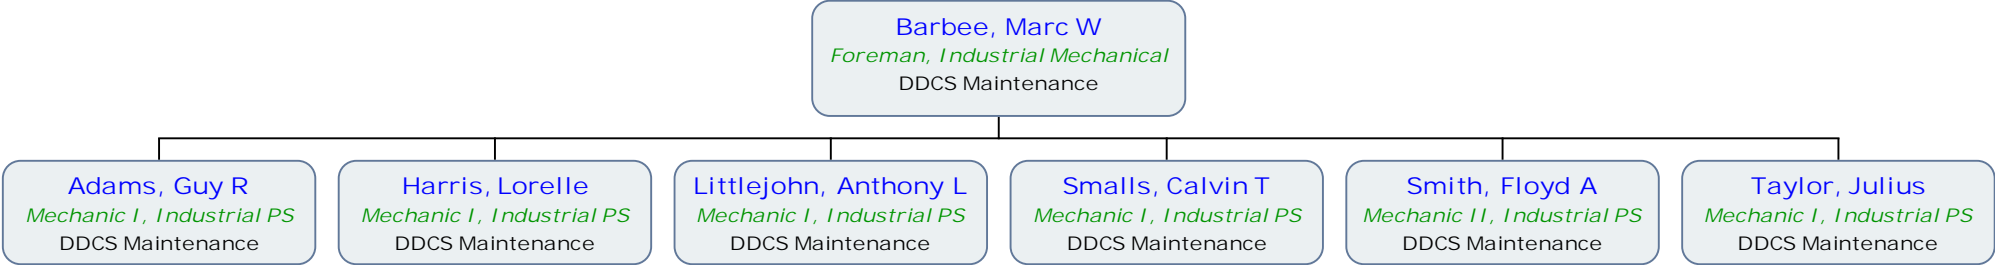 Barbee, Marc W
Foreman, Industrial Mechanical
DDCS Maintenance
Adams, Guy R
Mechanic I, Industrial PS
DDCS Maintenance
Harris, Lorelle
Mechanic I, Industrial PS
DDCS Maintenance
Littlejohn, Anthony L
Mechanic I, Industrial PS
DDCS Maintenance
Smalls, Calvin T
Mechanic I, Industrial PS
DDCS Maintenance
Smith, Floyd A
Mechanic II, Industrial PS
DDCS Maintenance
Taylor, Julius
Mechanic I, Industrial PS
DDCS Maintenance